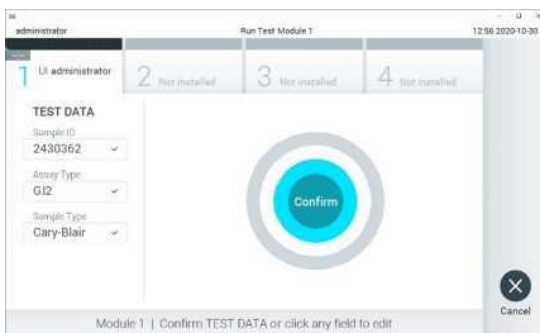 administrator
Run Test Module 1
12:56 2020-10-30
1 UI administrator
2 Not installed
3 Not installed
4 Not installed
TEST DATA
Sample ID
2430362
Assay Type
GI2
Sample Type
Cary-Blair
Confirm
Cancel
Module 1 | Confirm TEST DATA or click any field to edit